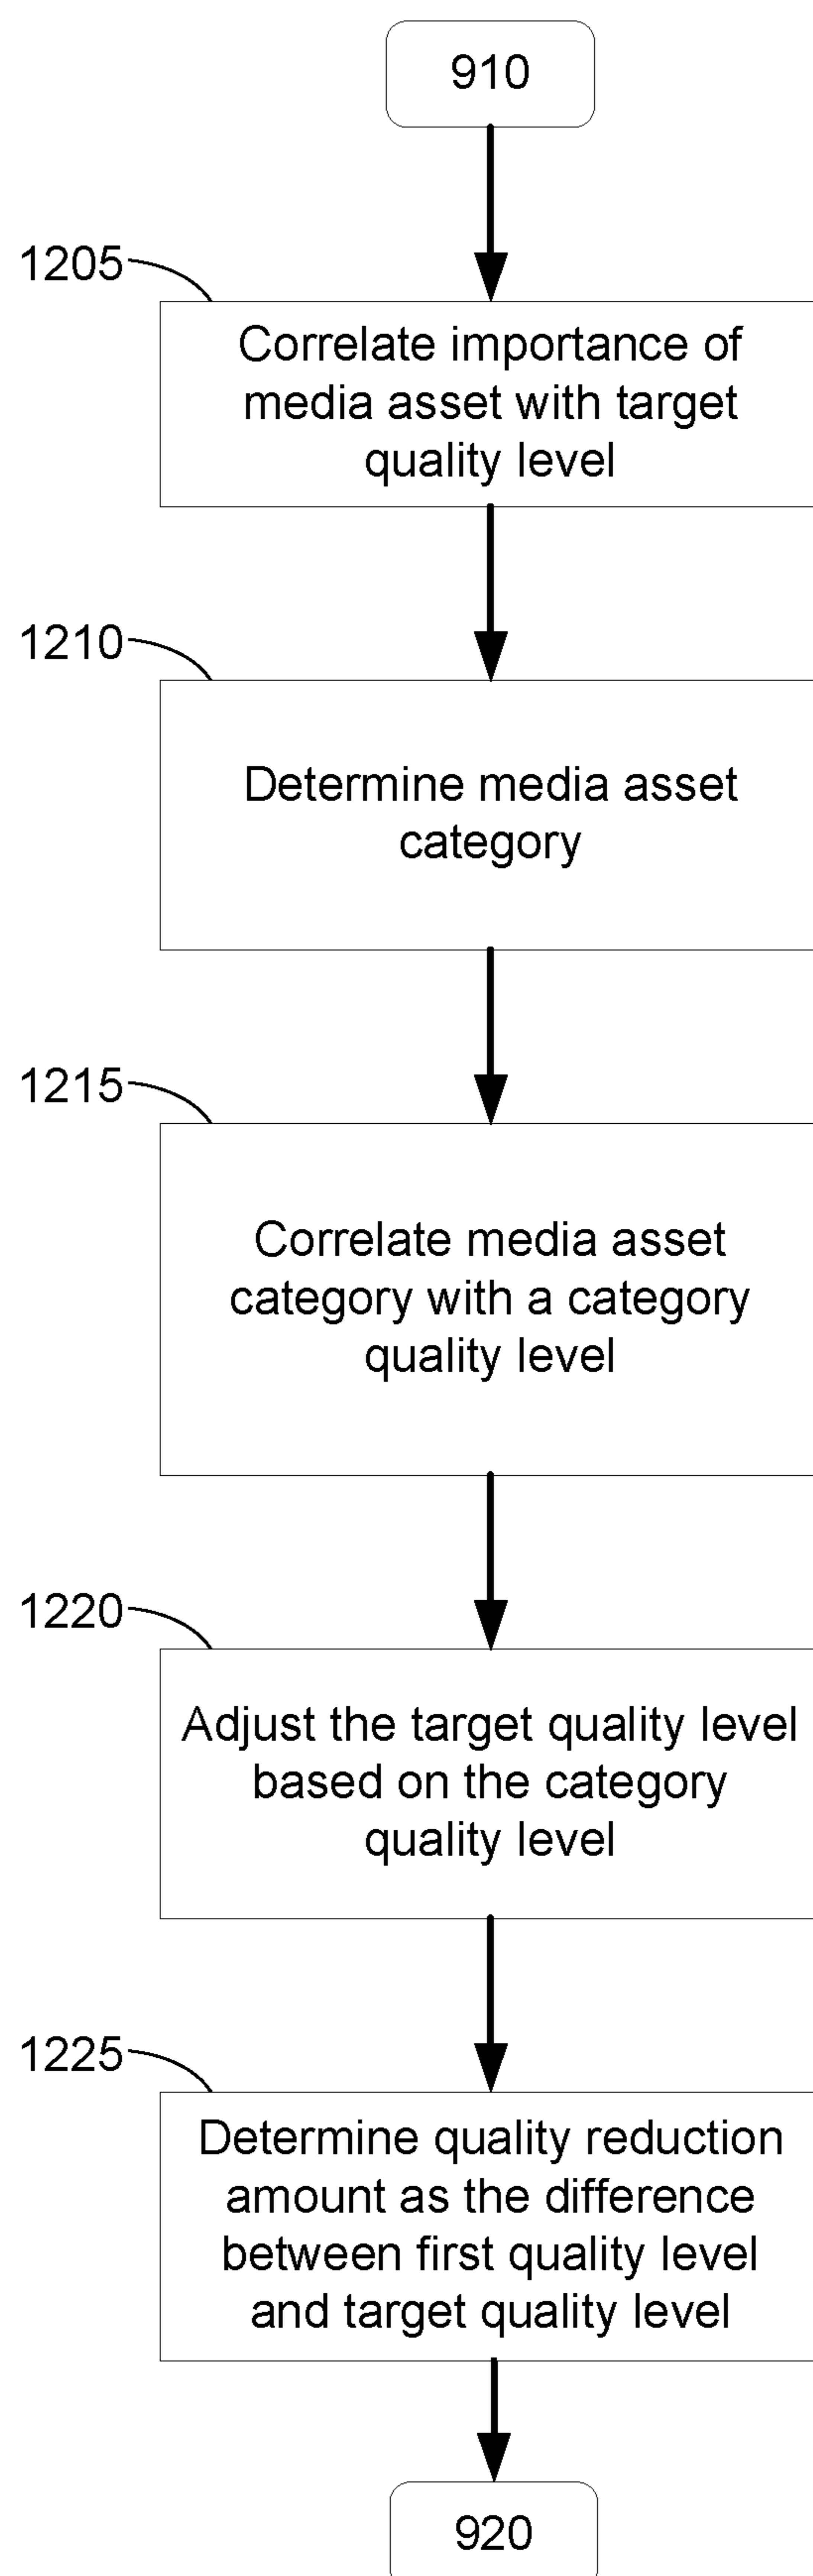 910
1205
Correlate importance of
media asset with target
quality level
1210
Determine media asset
category
1215
Correlate media asset
category with a category
quality level
1220
Adjust the target quality level
based on the category
quality level
1225
Determine quality reduction
amount as the difference
between first quality level
and target quality level
920